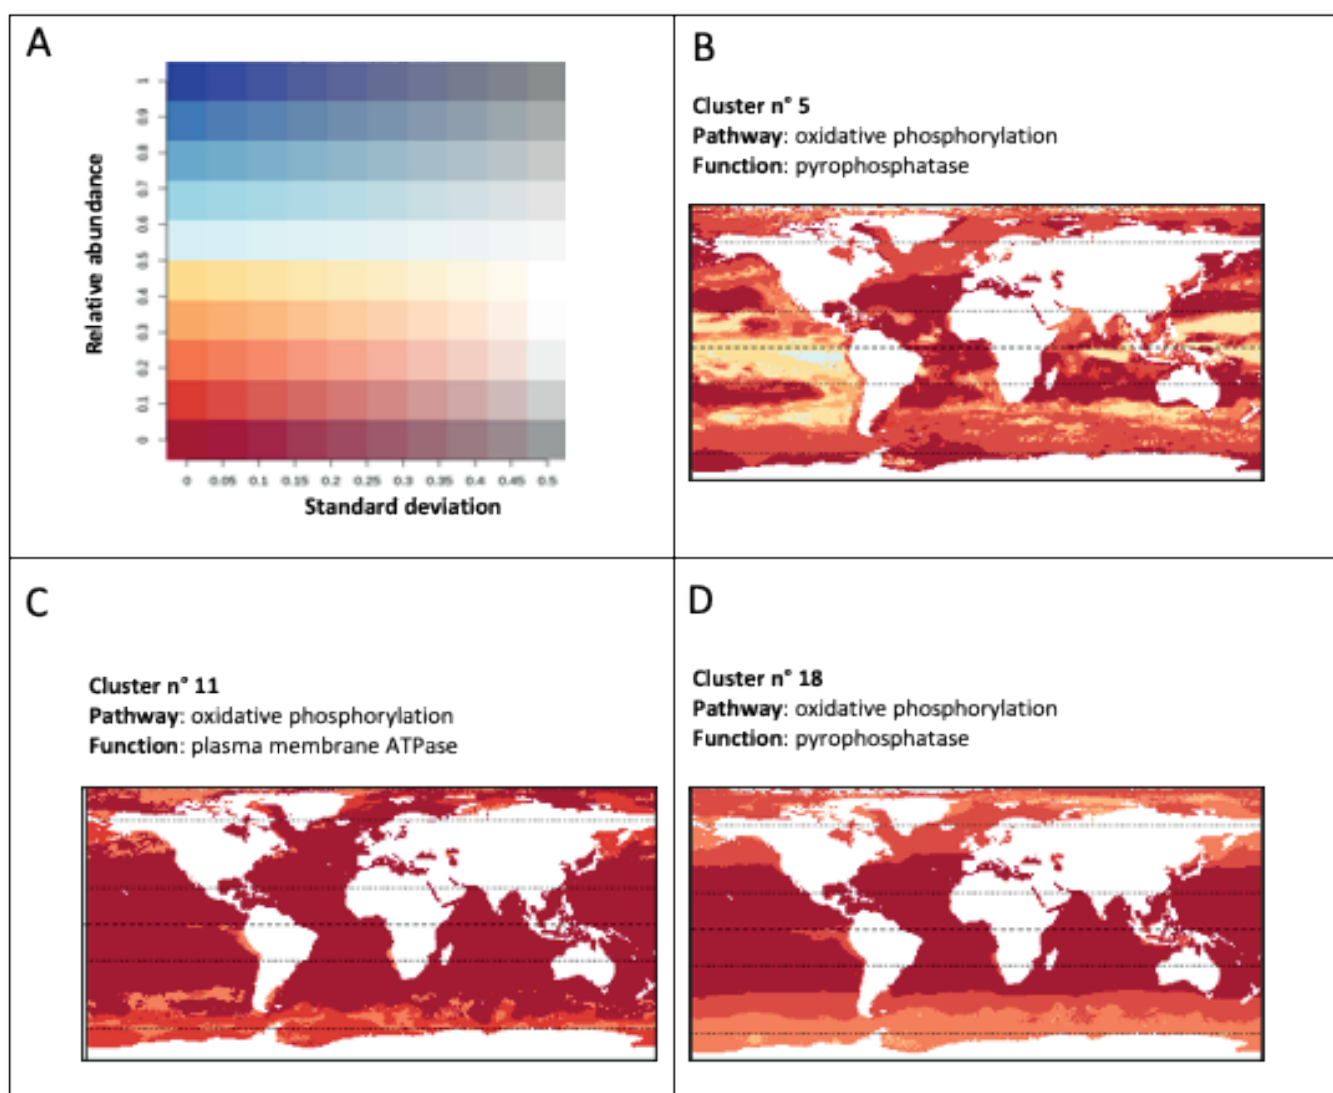 A
Relative abundance
1
0.9
0.8
0.7
0.6
0.5
0.4
0.3
0.2
0.1
0
0 0.05 0.1 0.15 0.2 0.25 0.3 0.35 0.4 0.45 0.5
Standard deviation
B
Cluster n° 5
Pathway: oxidative phosphorylation
Function: pyrophosphatase
C
Cluster n° 11
Pathway: oxidative phosphorylation
Function: plasma membrane ATPase
D
Cluster n° 18
Pathway: oxidative phosphorylation
Function: pyrophosphatase